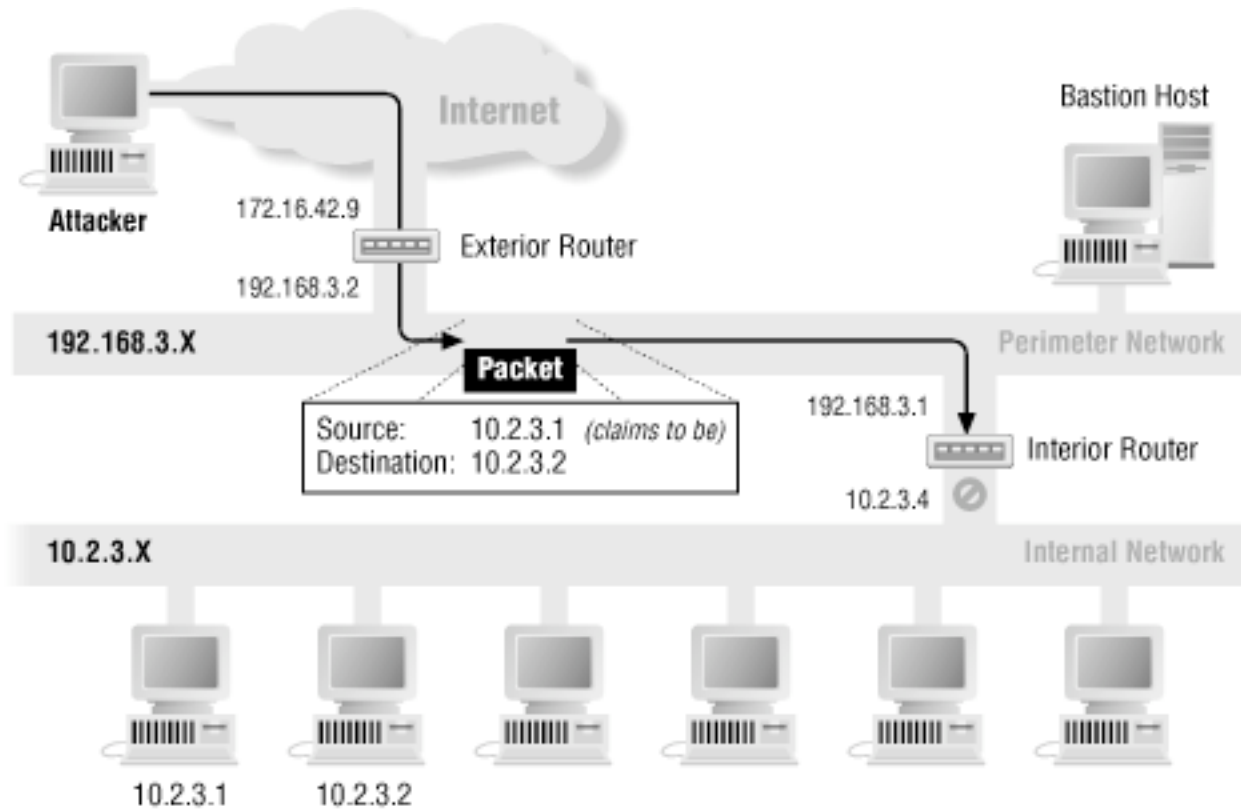 Internet
Bastion Host
Attacker
172.16.42.9
Exterior Router
192.168.3.2
192.168.3.X
Perimeter Network
Packet
Source: 10.2.3.1 (claims to be)
Destination: 10.2.3.2
192.168.3.1
Interior Router
10.2.3.4
10.2.3.X
Internal Network
10.2.3.1
10.2.3.2